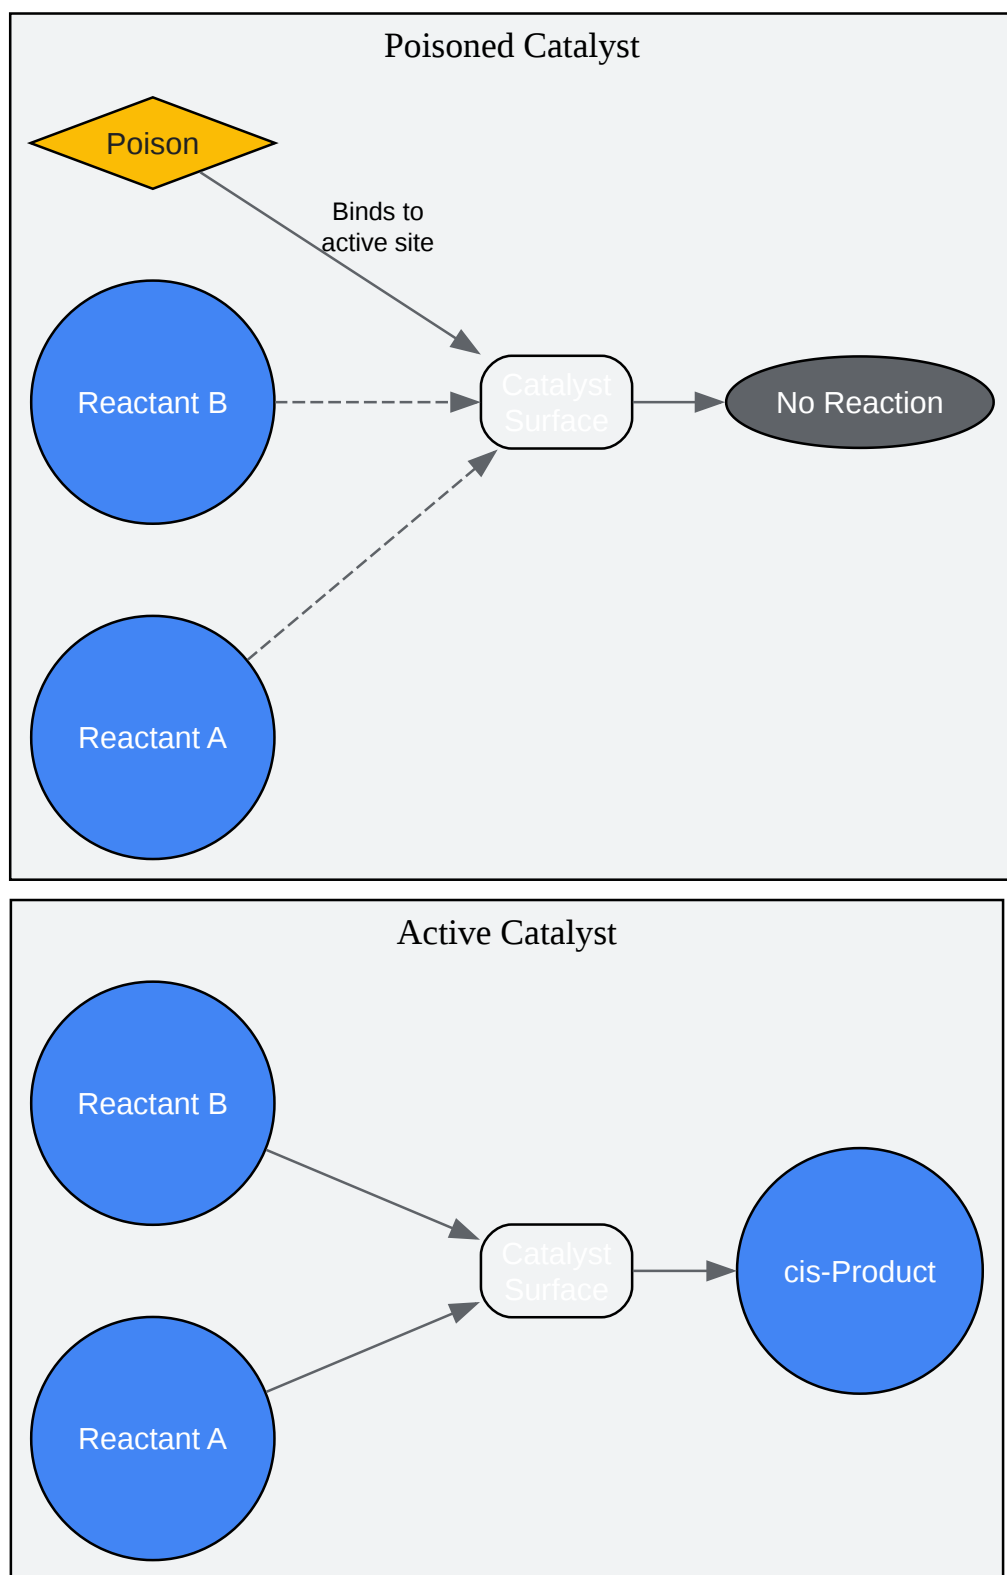 Poisoned Catalyst
Poison
Binds to
active site
Reactant B
Catalyst
Surface
No Reaction
Reactant A
Active Catalyst
Reactant B
Catalyst
Surface
cis-Product
Reactant A